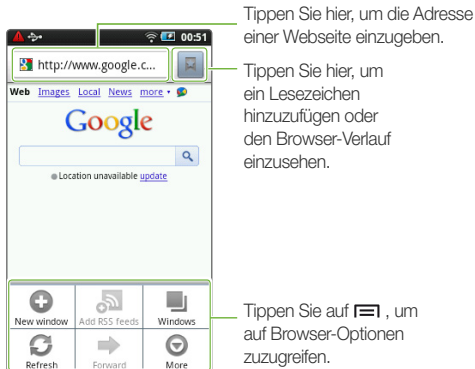 Tippen Sie hier, um die Adresse
einer Webseite einzugeben.
00:51
http://www.google.c...
Tippen Sie hier, um
ein Lesezeichen
hinzuzufügen oder
den Browser-Verlauf
einzusehen.
Web Images Local News more
Google
Location unavailable update
New window Add RSS feeds Windows
Refresh Forward More
Tippen Sie auf , um
auf Browser-Optionen
zuzugreifen.